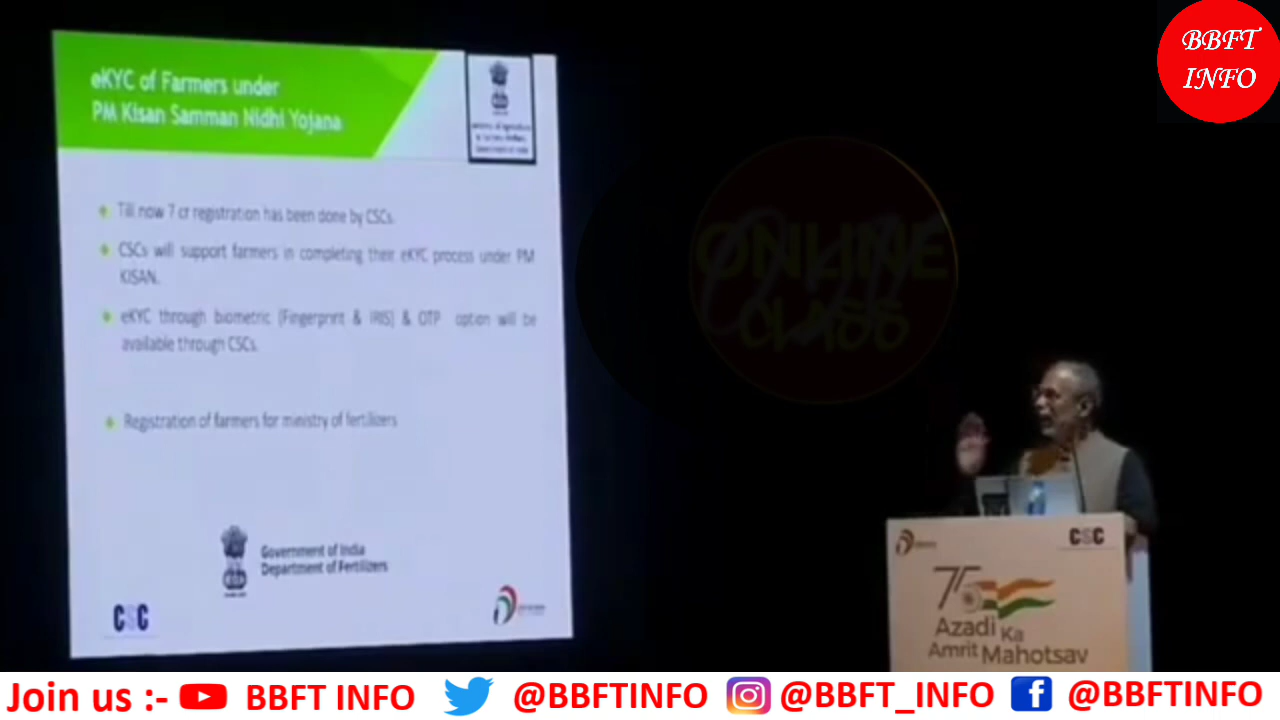 eKYC of Farmers under
PM Kisan Samman Nidhi Yojana
Till now 7 cr registration has been done by CSCs.
CSCs will support farmers in completing their eKYC process under PM
KISAN.
eKYC through biometric (Fingerprint & IRIS) & OTP option will be
available through CSCs.
Registration of farmers for ministry of fertilizers
Government of India
Department of Fertilizers
CSC
BBFT
INFO
ONLINE
CLASS
CSC
75
Azadi Ka
Amrit Mahotsav
Join us :- BBFT INFO @BBFTINFO @BBFT_INFO @BBFTINFO